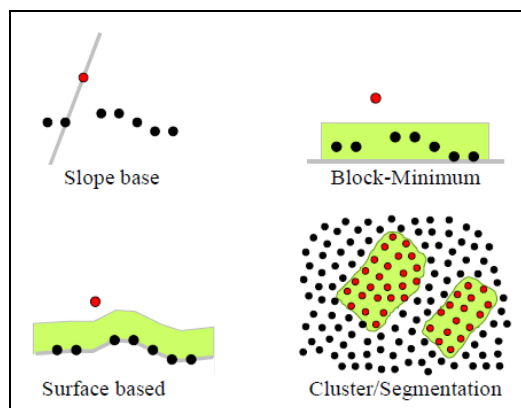 Slope base
Block-Minimum
Surface based
Cluster/Segmentation